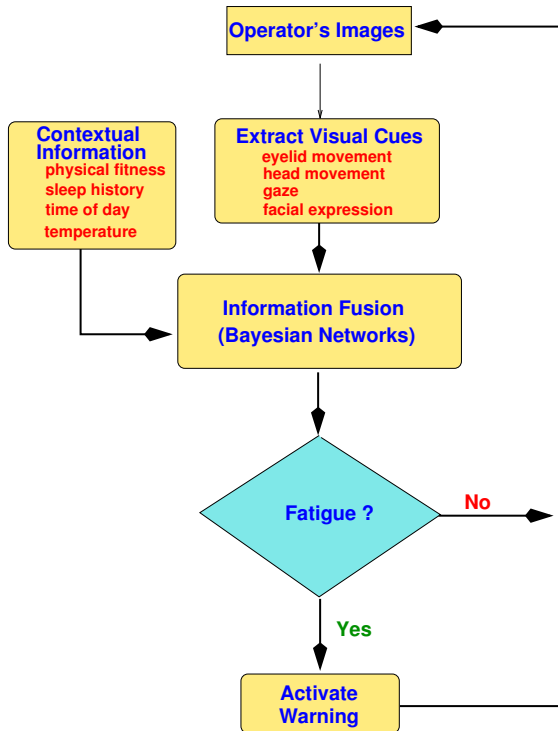 Operator's Images
Contextual
Information
physical fitness
sleep history
time of day
temperature
Extract Visual Cues
eyelid movement
head movement
gaze
facial expression
Information Fusion
(Bayesian Networks)
Fatigue ?
No
Yes
Activate
Warning